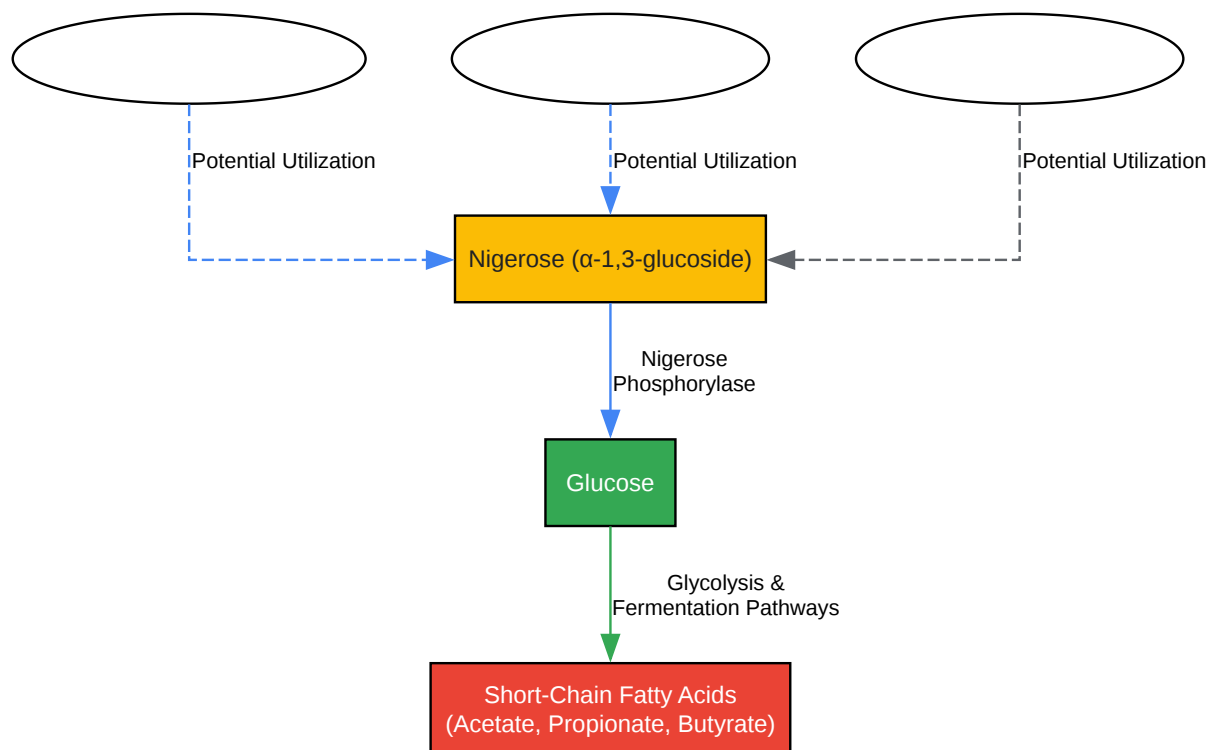 Potential Utilization
Potential Utilization
Potential Utilization
Nigerose (α-1,3-glucoside)
Nigerose
Phosphorylase
Glucose
Glycolysis &
Fermentation Pathways
Short-Chain Fatty Acids
(Acetate, Propionate, Butyrate)